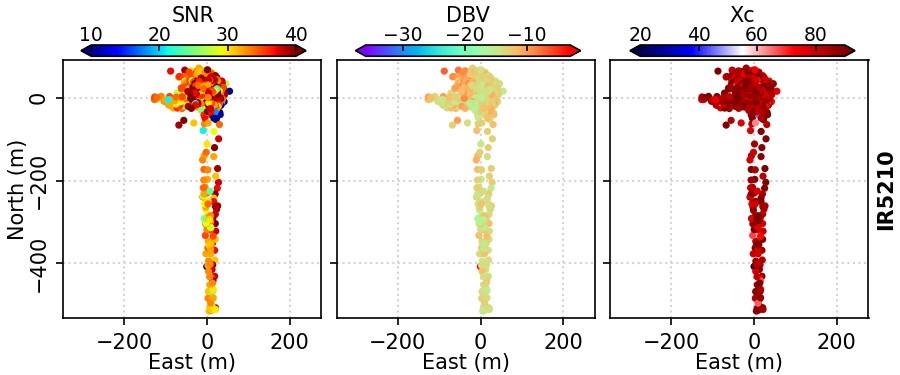 SNR DBV Xc
10 20 30 40 −30 −20 −10 20 40 60 80
North (m)
0
−200
−400
IR5210
−200 0 200 −200 0 200 −200 0 200
East (m) East (m) East (m)